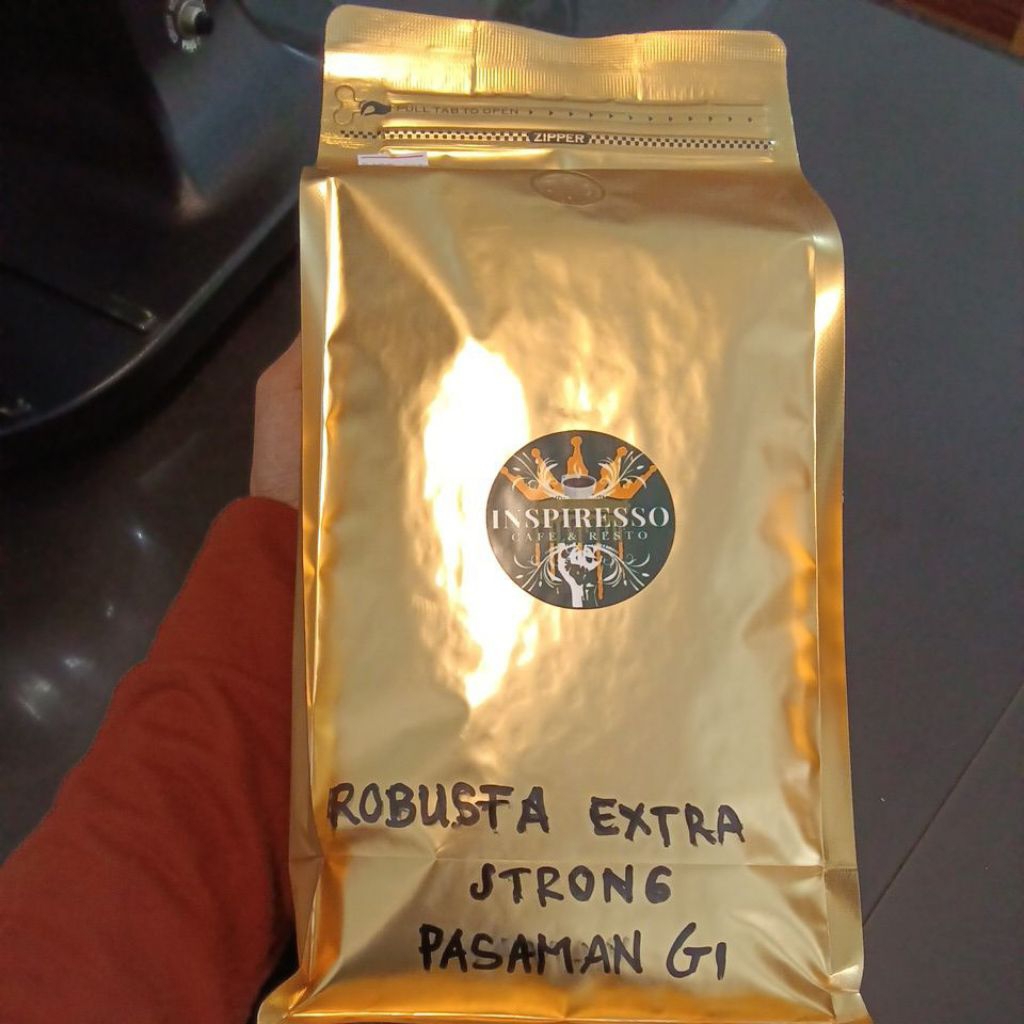 PULL TAB TO OPEN
ZIPPER
INSPIRESSO
CAFE & RESTO
ROBUSTA EXTRA
STRONG
PASAMAN G1